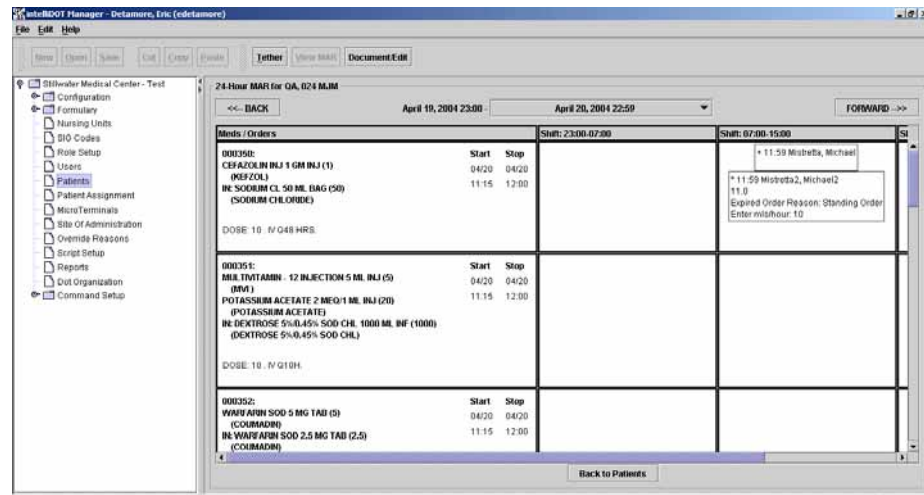 intelliDOT Manager - Detamore, Eric (edetamore)
File Edit Help
New Open Save Cut Copy Paste Tether View MAR Document/Edit
Stillwater Medical Center - Test
Configuration
Formulary
Nursing Units
BIO Codes
Role Setup
Users
Patients
Patient Assignment
MicroTerminals
Site Of Administration
Override Reasons
Script Setup
Reports
Dot Organization
Command Setup
24-Hour MAR for QA, 024 MJM
<<-- BACK April 19, 2004 23:00 - April 20, 2004 22:59 FORWARD -->>
Meds / Orders Shift: 23:00-07:00 Shift: 07:00-15:00 Sl
000350: Start Stop
CEFAZOLIN INJ 1 GM INJ (1) 04/20 04/20
(KEFZOL) 11:15 12:00
IN: SODIUM CL 50 ML BAG (50)
(SODIUM CHLORIDE)
DOSE: 10 . IV Q48 HRS.
* 11:59 Mistretta, Michael
* 11:59 Mistretta2, Michael2
11.0
Expired Order Reason: Standing Order
Enter mls/hour: 10
000351: Start Stop
MULTIVITAMIN - 12 INJECTION 5 ML INJ (5) 04/20 04/20
(MVI) 11:15 12:00
POTASSIUM ACETATE 2 MEQ/1 ML INJ (20)
(POTASSIUM ACETATE)
IN: DEXTROSE 5%/0.45% SOD CHL 1000 ML INF (1000)
(DEXTROSE 5%/0.45% SOD CHL)
DOSE: 10 . IV Q10H.
000352: Start Stop
WARFARIN SOD 5 MG TAB (5) 04/20 04/20
(COUMADIN) 11:15 12:00
IN: WARFARIN SOD 2.5 MG TAB (2.5)
(COUMADIN)
Back to Patients